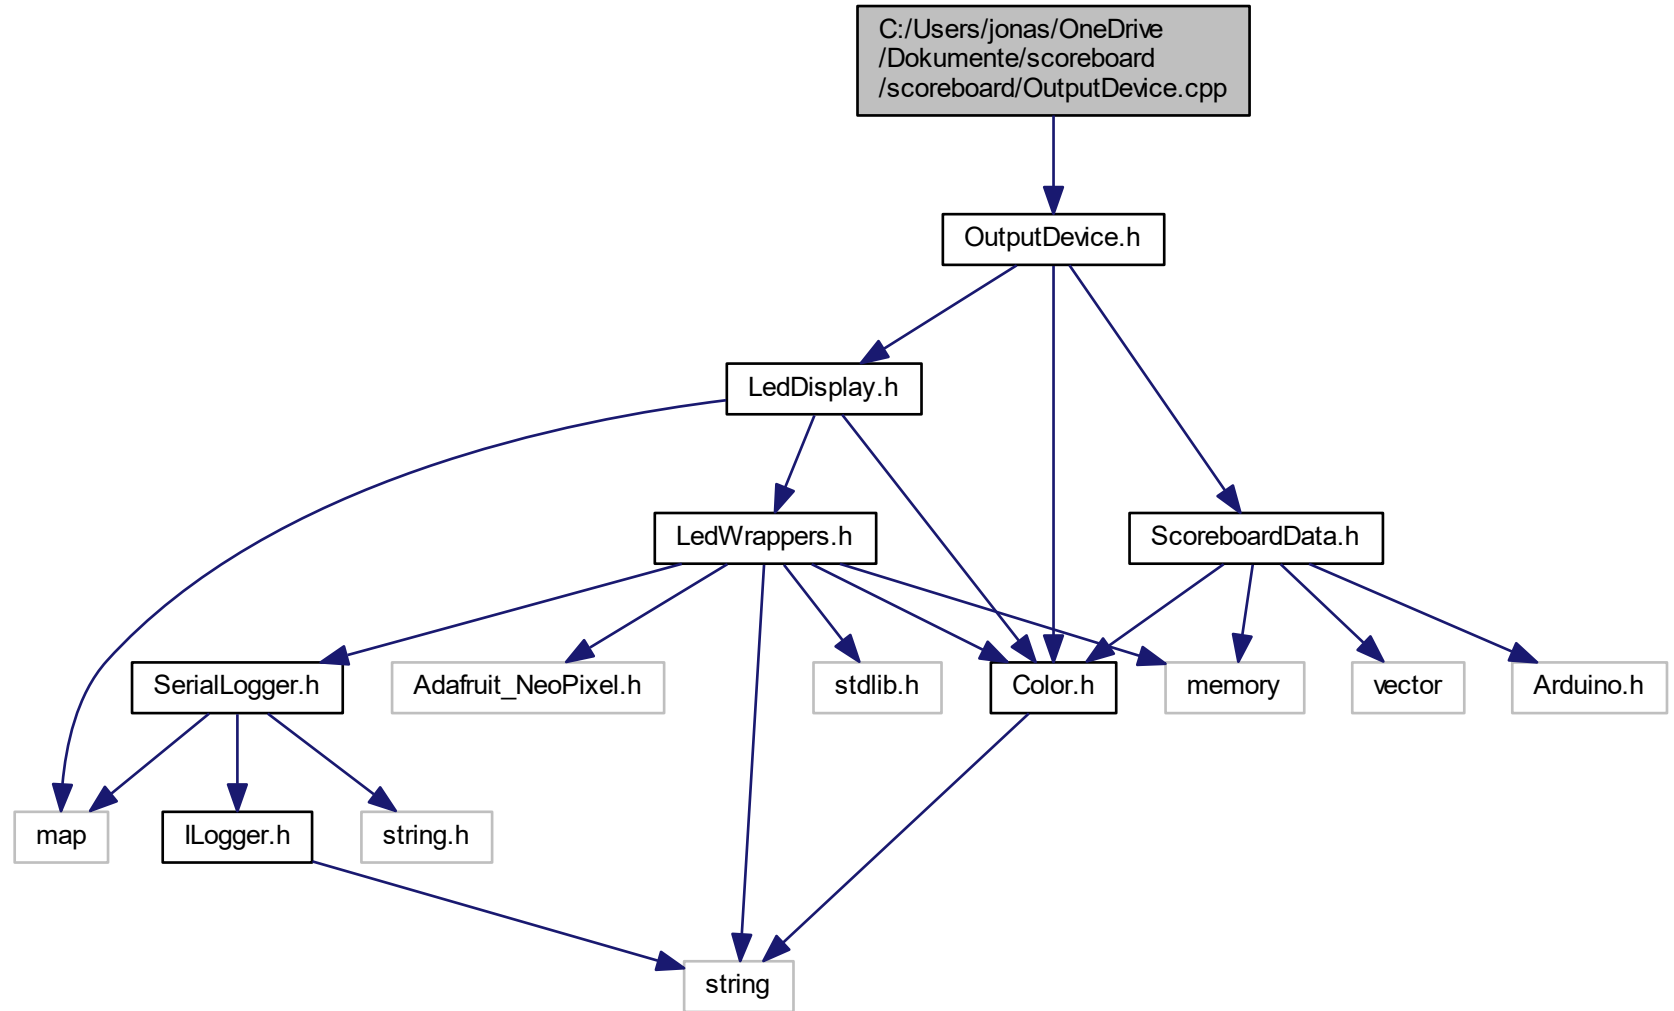 C:/Users/jonas/OneDrive
/Dokumente/scoreboard
/scoreboard/OutputDevice.cpp
OutputDevice.h
LedDisplay.h
LedWrappers.h
ScoreboardData.h
SerialLogger.h
Adafruit_NeoPixel.h
stdlib.h
Color.h
memory
vector
Arduino.h
map
ILogger.h
string.h
string